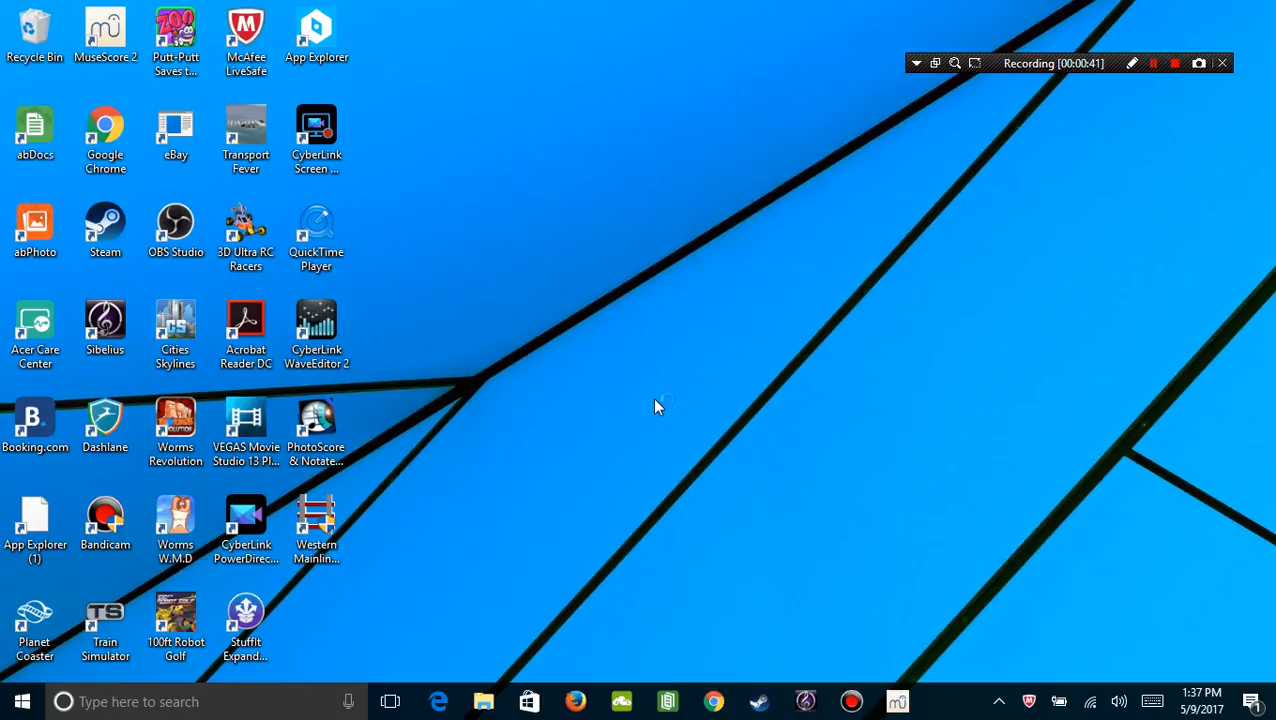 Recycle Bin
MuseScore 2
Putt-Putt
Saves t...
McAfee
LiveSafe
App Explorer
Recording [00:00:41]
abDocs
Google
Chrome
eBay
Transport
Fever
CyberLink
Screen ...
abPhoto
Steam
OBS Studio
3D Ultra RC
Racers
QuickTime
Player
Acer Care
Center
Sibelius
Cities
Skylines
Acrobat
Reader DC
CyberLink
WaveEditor 2
Booking.com
Dashlane
Worms
Revolution
VEGAS Movie
Studio 13 Pl...
PhotoScore
& Notate...
App Explorer
(1)
Bandicam
Worms
W.M.D
CyberLink
PowerDirec...
Western
Mainlin...
Planet
Coaster
Train
Simulator
100ft Robot
Golf
StuffIt
Expand...
Type here to search
1:37 PM
5/9/2017